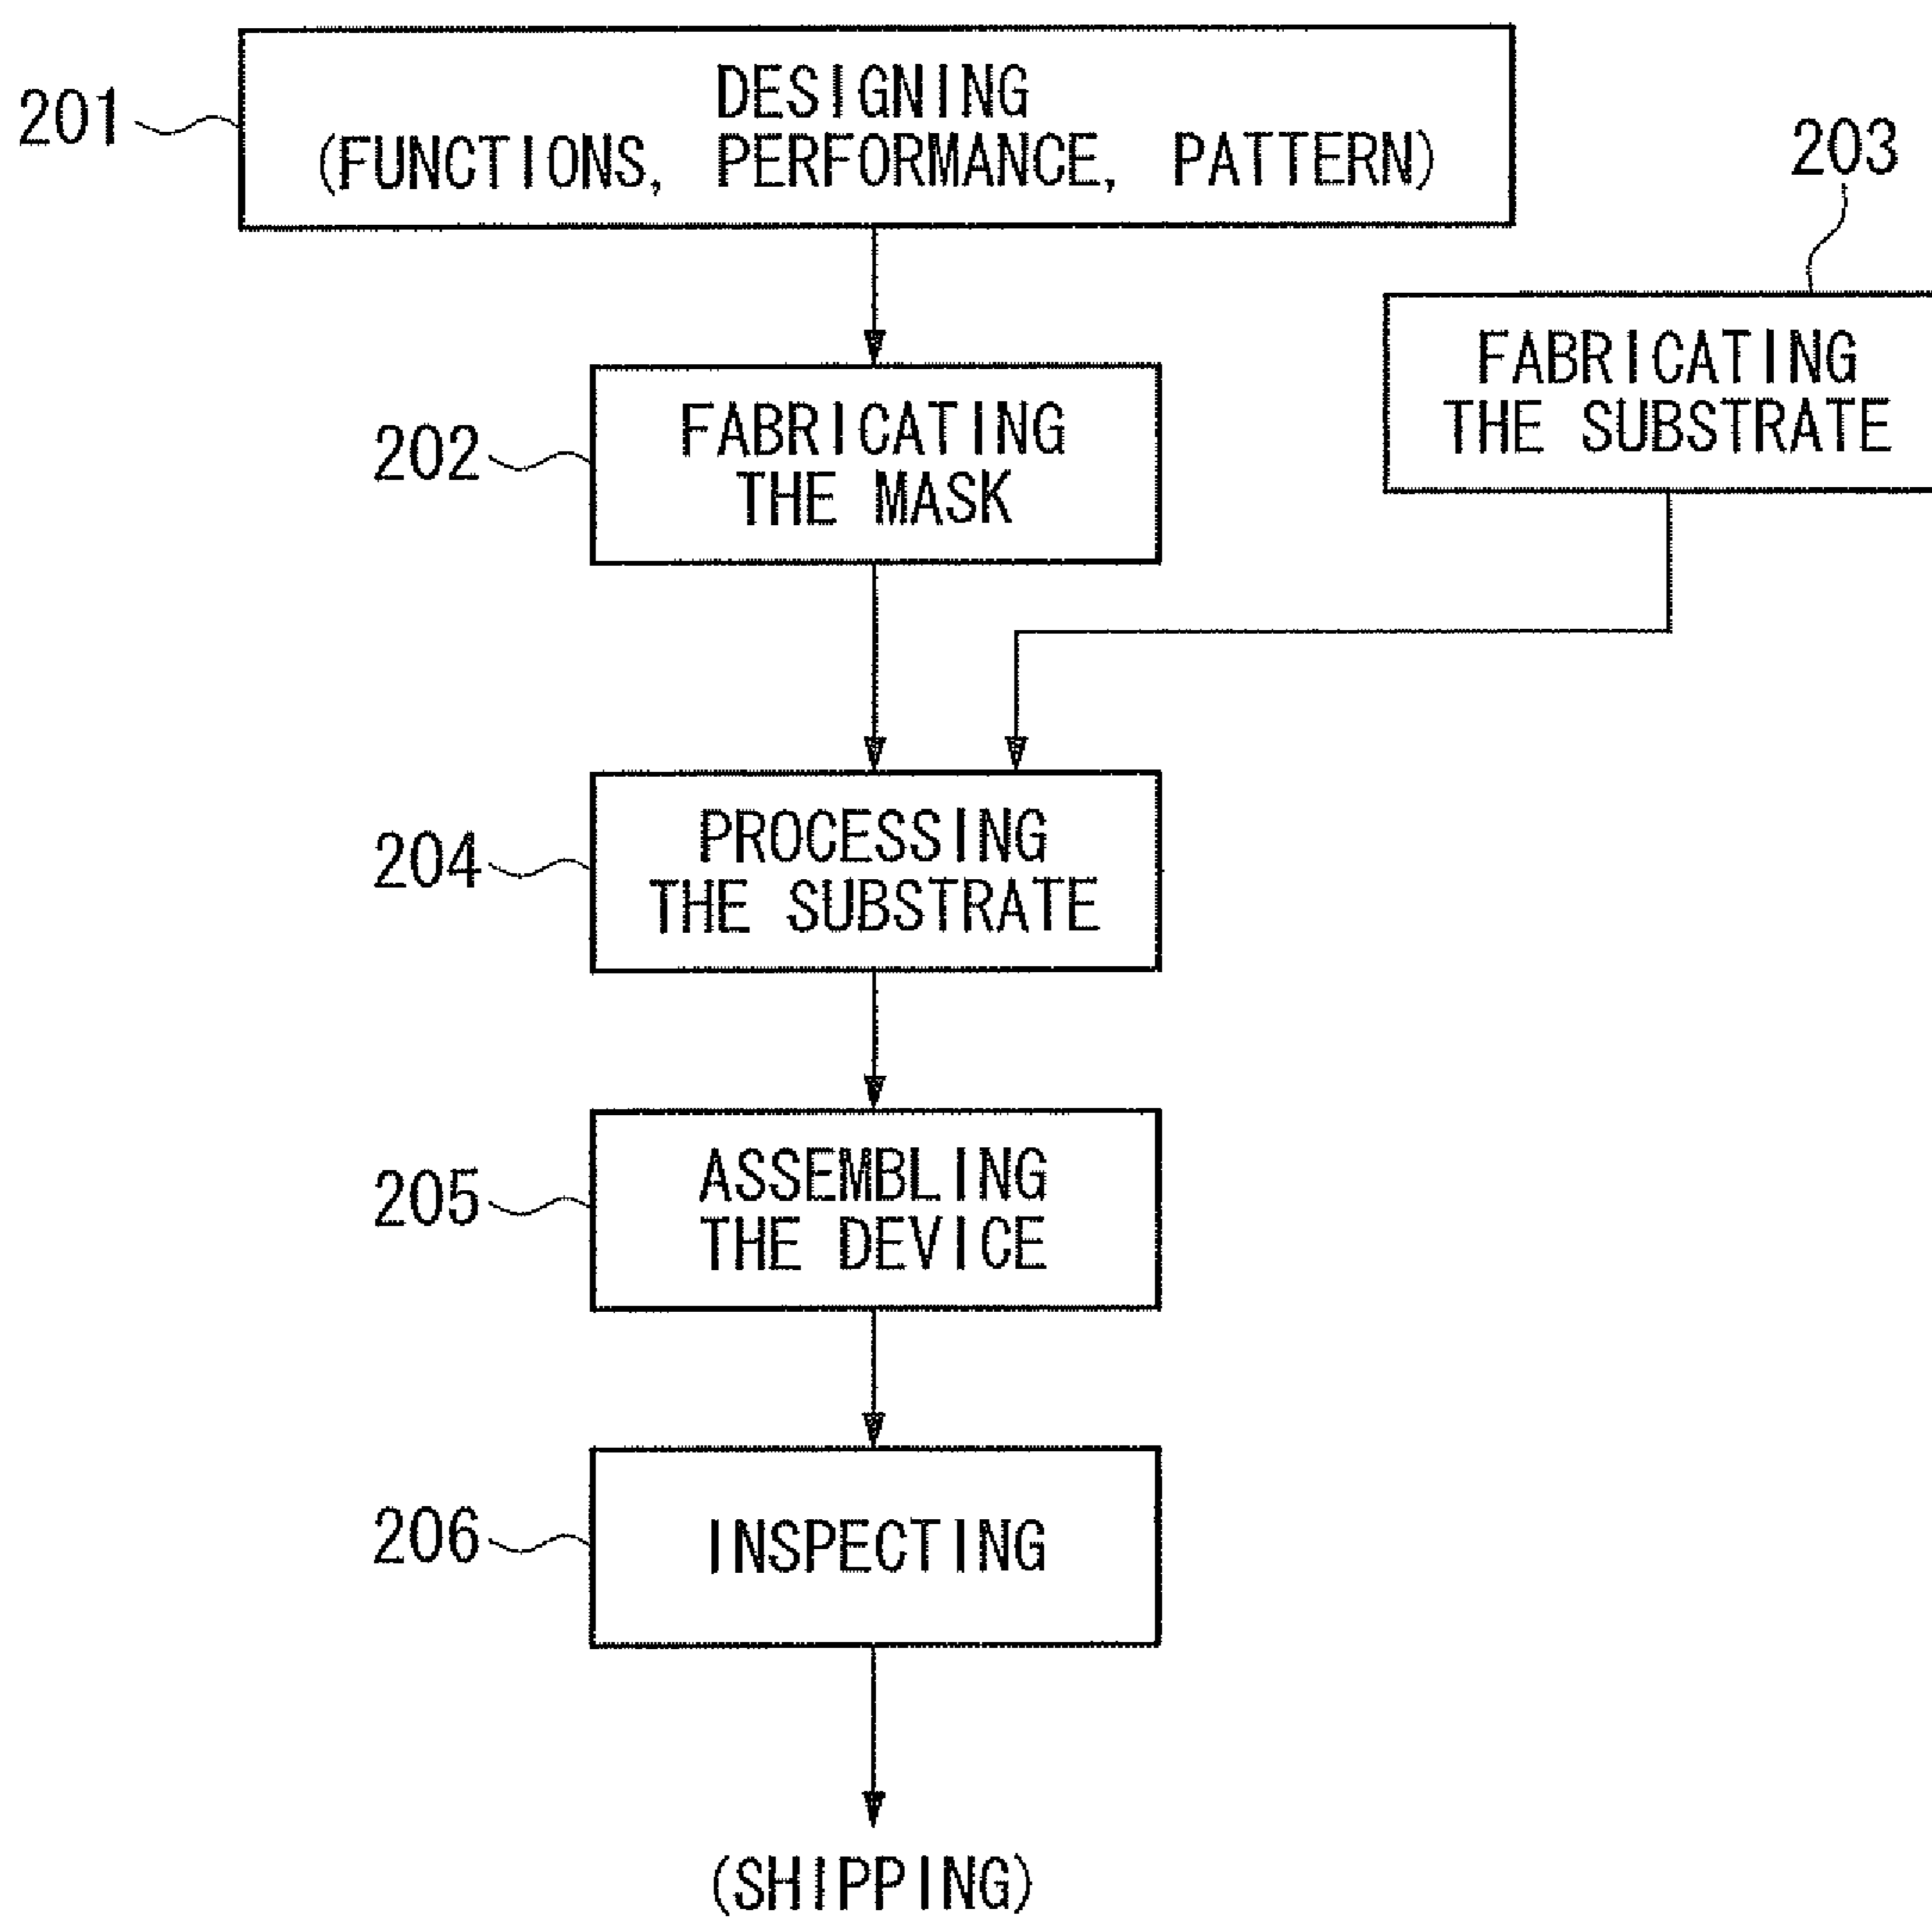 201
DESIGNING
(FUNCTIONS, PERFORMANCE, PATTERN)
203
FABRICATING
THE SUBSTRATE
202
FABRICATING
THE MASK
204
PROCESSING
THE SUBSTRATE
205
ASSEMBLING
THE DEVICE
206
INSPECTING
(SHIPPING)